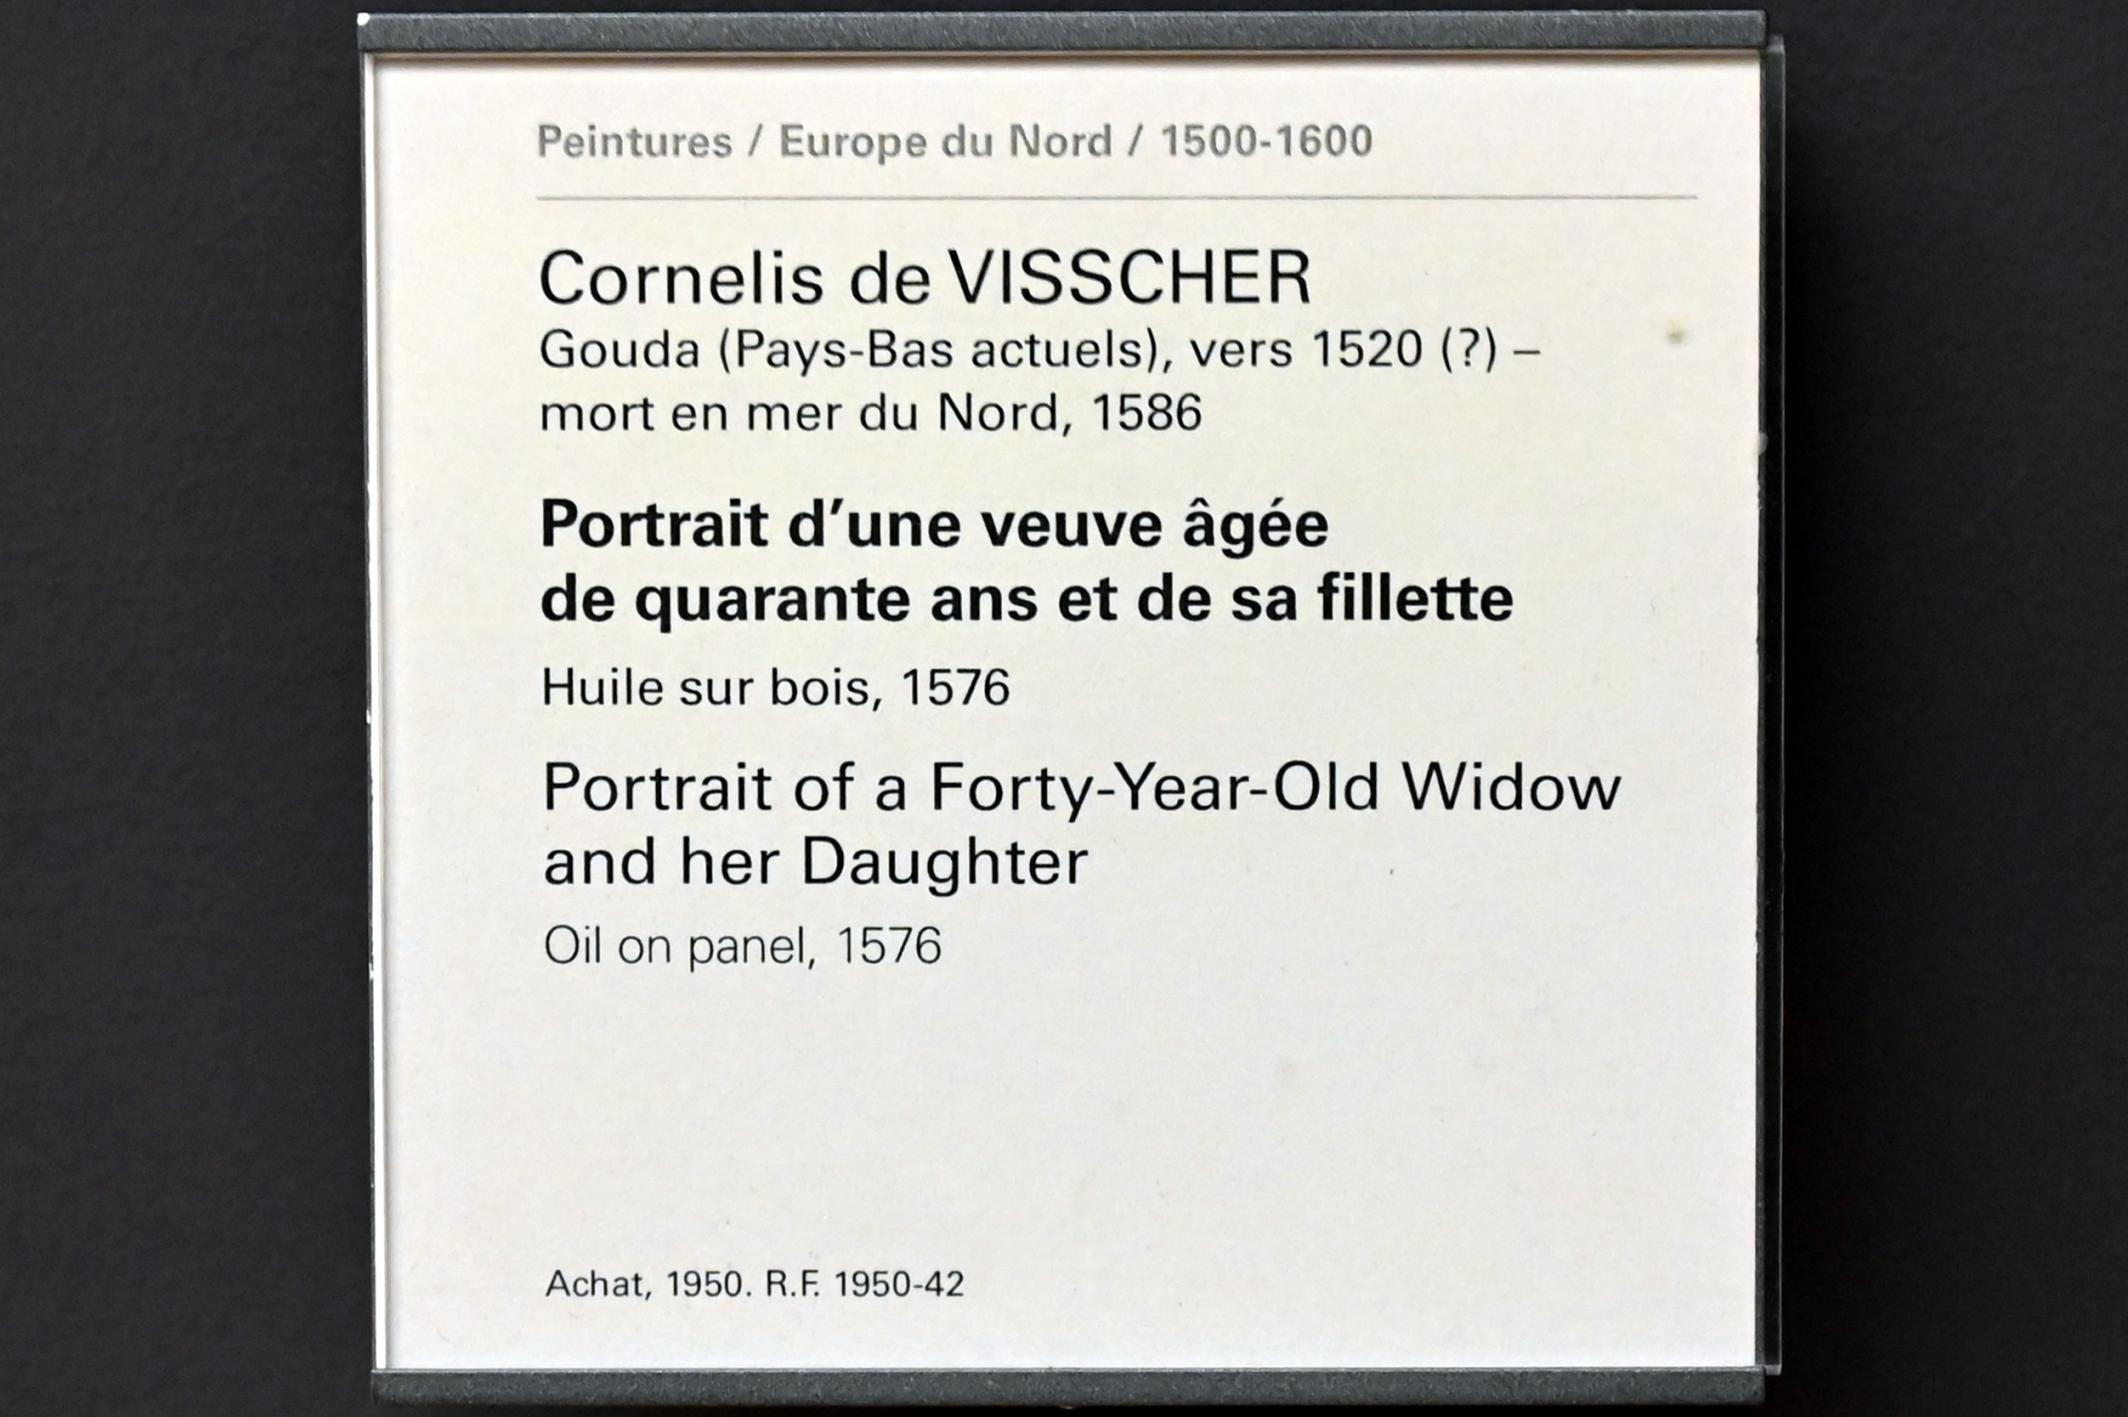 Peintures / Europe du Nord / 1500-1600
Cornelis de VISSCHER
Gouda (Pays-Bas actuels), vers 1520 (?) –
mort en mer du Nord, 1586
Portrait d’une veuve âgée
de quarante ans et de sa fillette
Huile sur bois, 1576
Portrait of a Forty-Year-Old Widow
and her Daughter
Oil on panel, 1576
Achat, 1950. R.F. 1950-42